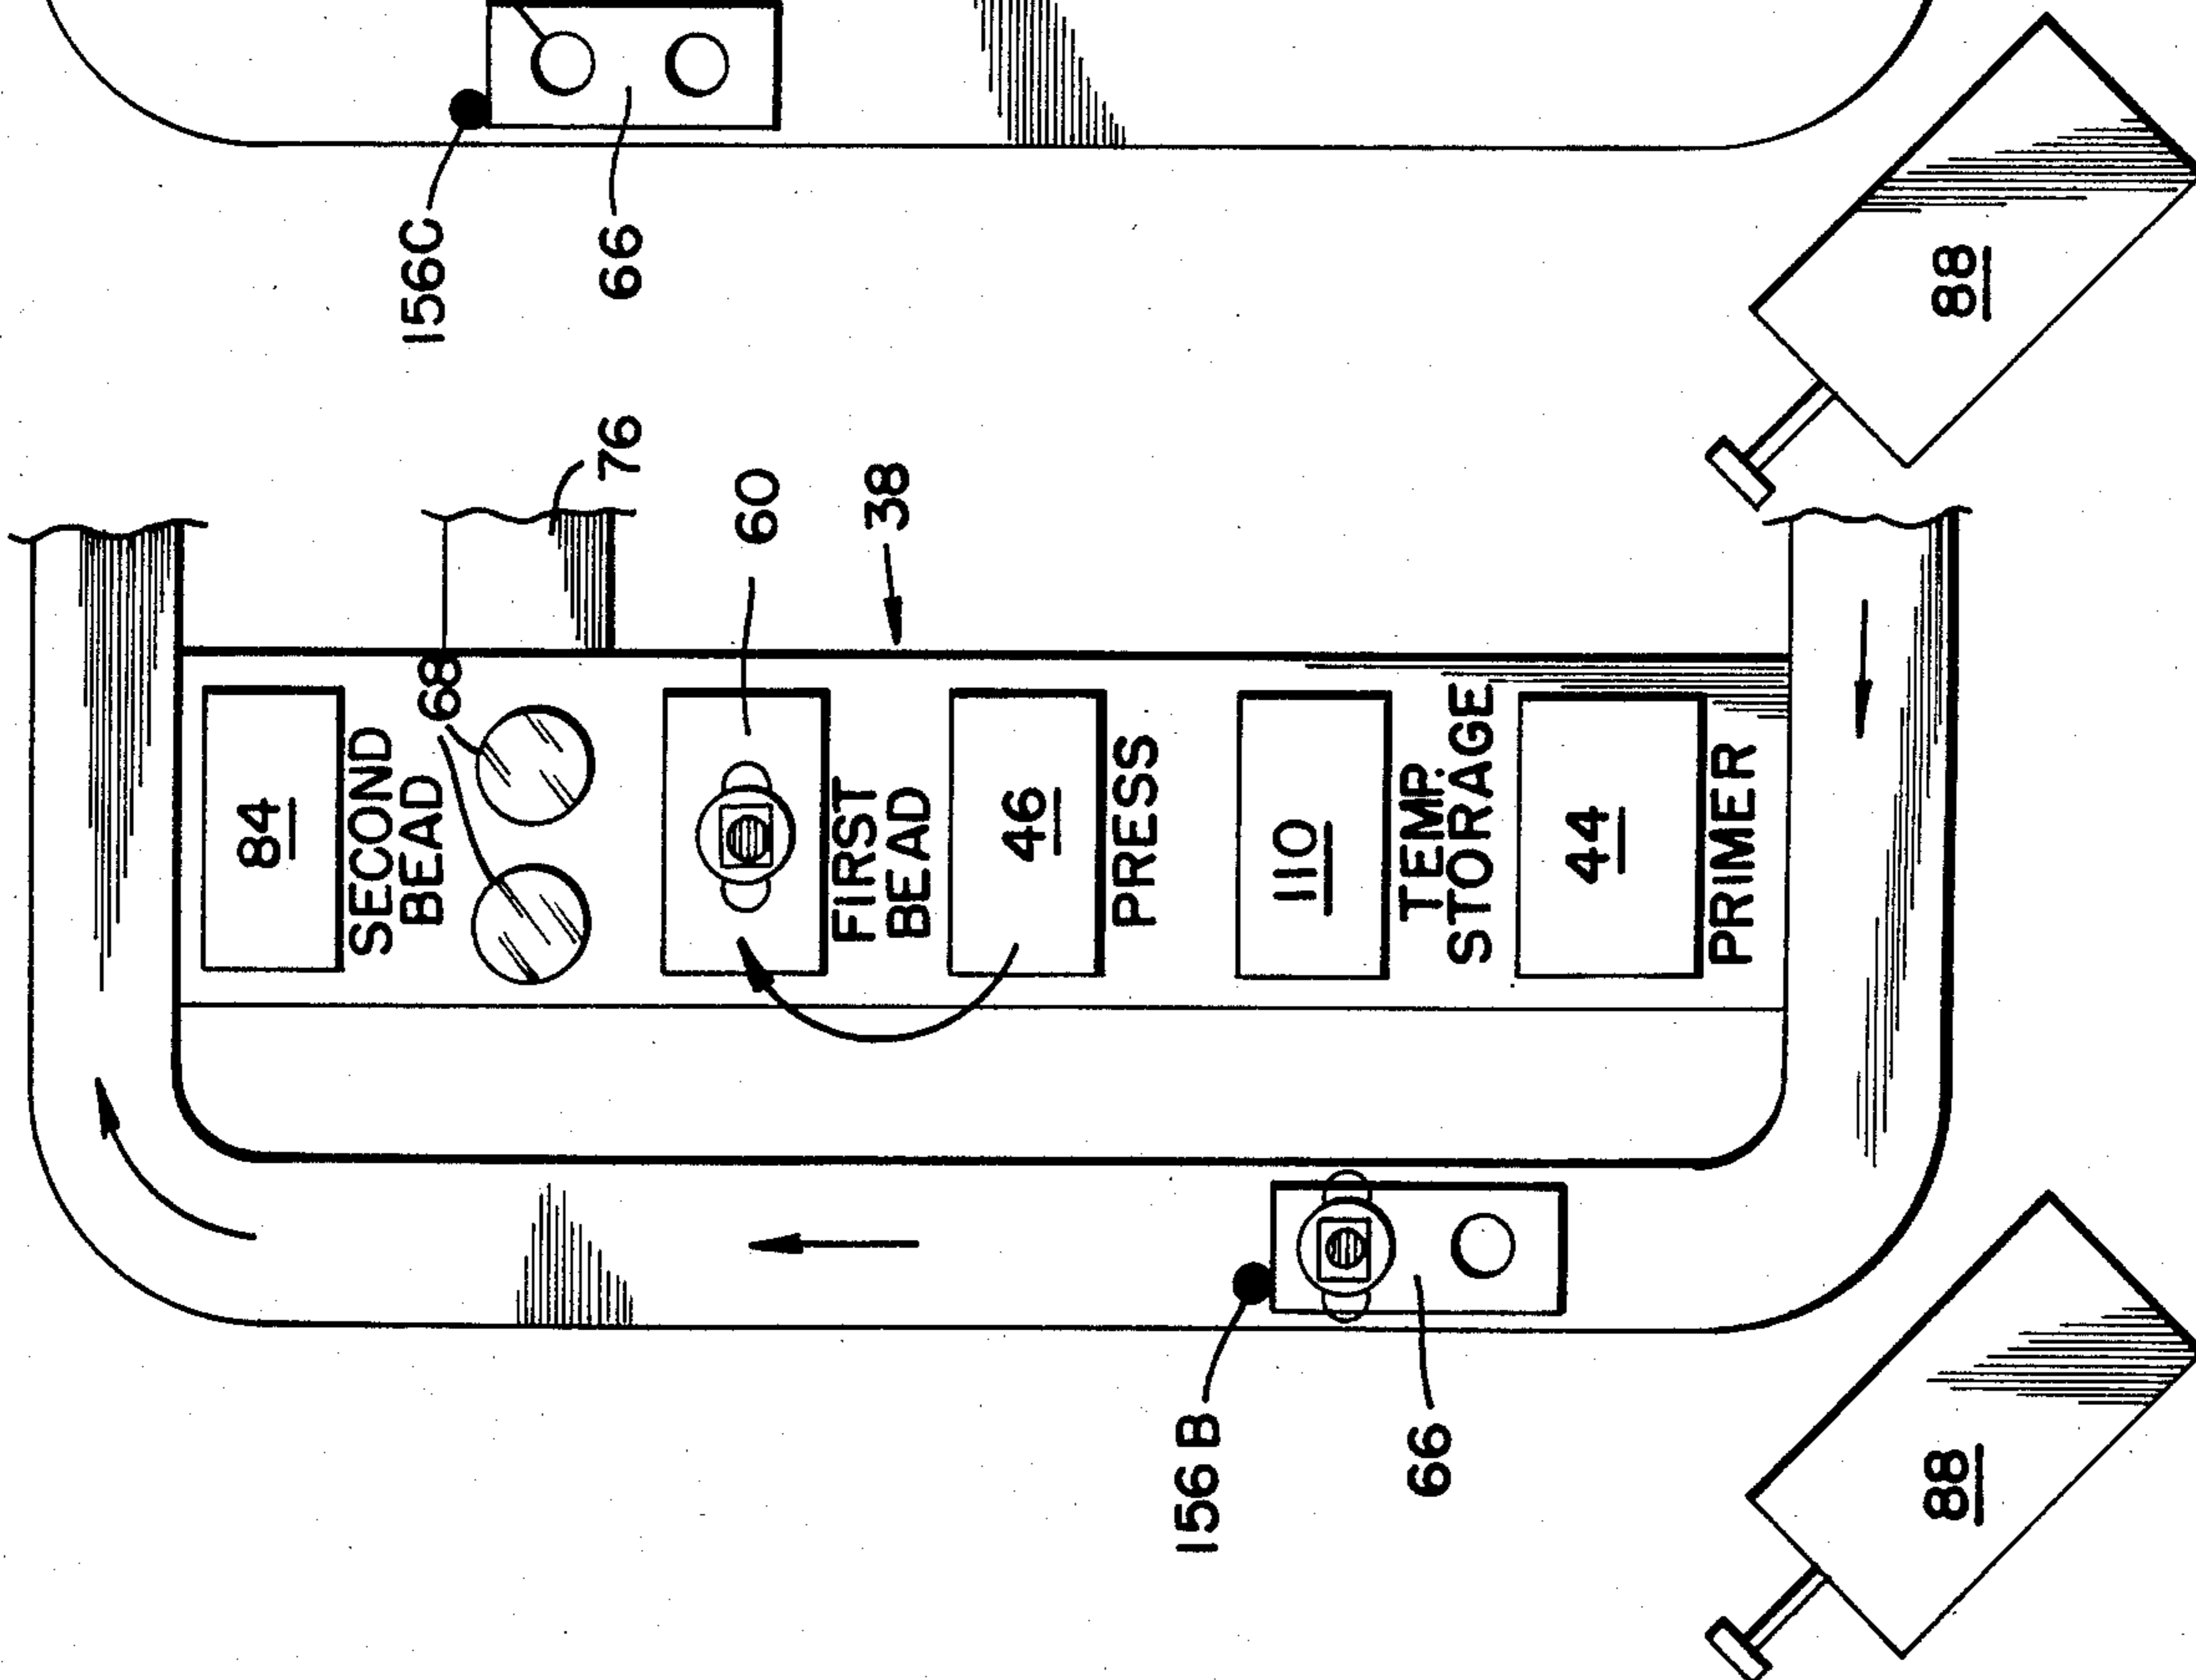 156C
66
88
76
60
38
68
84
SECOND
BEAD
FIRST
BEAD
46
PRESS
110
TEMP.
STORAGE
44
PRIMER
156 B
66
88